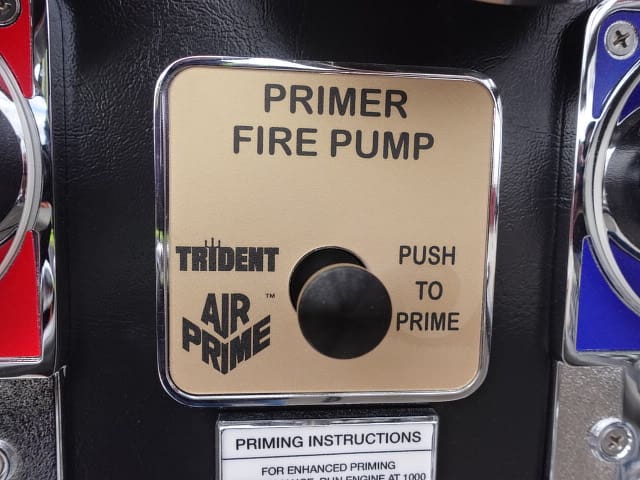 PRIMER
FIRE PUMP
TRIDENT
AIR PRIME ™
PUSH
TO
PRIME
PRIMING INSTRUCTIONS
FOR ENHANCED PRIMING
RUN ENGINE AT 1000